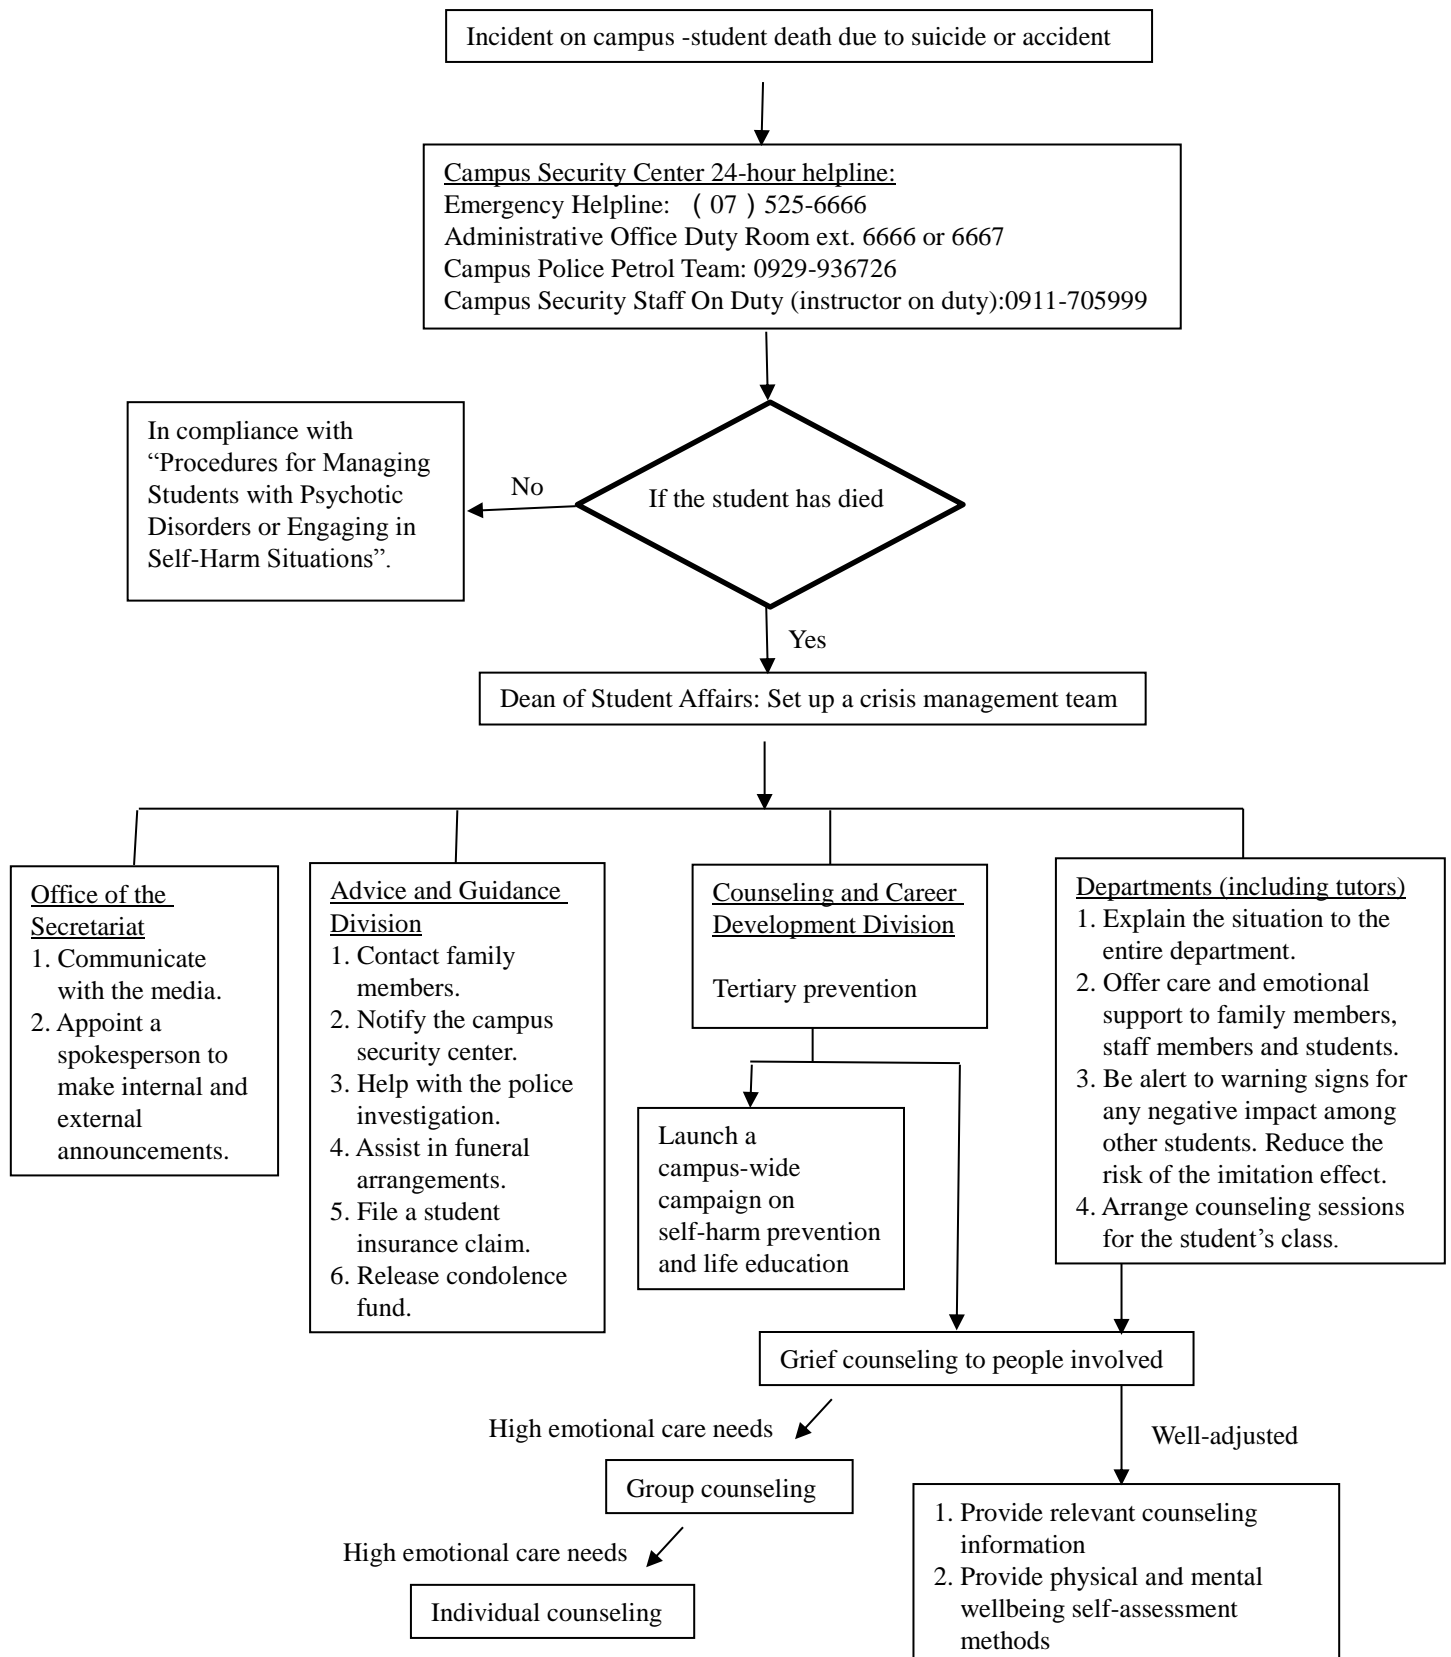 Incident on campus -student death due to suicide or accident
Campus Security Center 24-hour helpline:
Emergency Helpline: ( 07 ) 525-6666
Administrative Office Duty Room ext. 6666 or 6667
Campus Police Petrol Team: 0929-936726
Campus Security Staff On Duty (instructor on duty):0911-705999
In compliance with
“Procedures for Managing
Students with Psychotic
Disorders or Engaging in
Self-Harm Situations”.
No
If the student has died
Yes
Dean of Student Affairs: Set up a crisis management team
Office of the
Secretariat
1. Communicate
with the media.
2. Appoint a
spokesperson to
make internal and
external
announcements.
Advice and Guidance
Division
1. Contact family
members.
2. Notify the campus
security center.
3. Help with the police
investigation.
4. Assist in funeral
arrangements.
5. File a student
insurance claim.
6. Release condolence
fund.
Counseling and Career
Development Division
Tertiary prevention
Departments (including tutors)
1. Explain the situation to the
entire department.
2. Offer care and emotional
support to family members,
staff members and students.
3. Be alert to warning signs for
any negative impact among
other students. Reduce the
risk of the imitation effect.
4. Arrange counseling sessions
for the student’s class.
Launch a
campus-wide
campaign on
self-harm prevention
and life education
Grief counseling to people involved
High emotional care needs
Well-adjusted
Group counseling
High emotional care needs
Individual counseling
1. Provide relevant counseling
information
2. Provide physical and mental
wellbeing self-assessment
methods